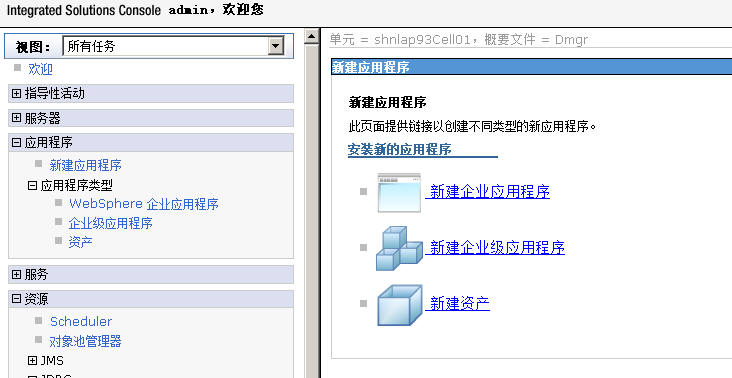 Integrated Solutions Console admin，欢迎您
视图： 所有任务
欢迎
指导性活动
服务器
应用程序
新建应用程序
应用程序类型
WebSphere 企业应用程序
企业级应用程序
资产
服务
资源
Scheduler
对象池管理器
JMS
JDBC
单元 = shnlap93Cell01，概要文件 = Dmgr
新建应用程序
新建应用程序
此页面提供链接以创建不同类型的新应用程序。
安装新的应用程序
新建企业应用程序
新建企业级应用程序
新建资产